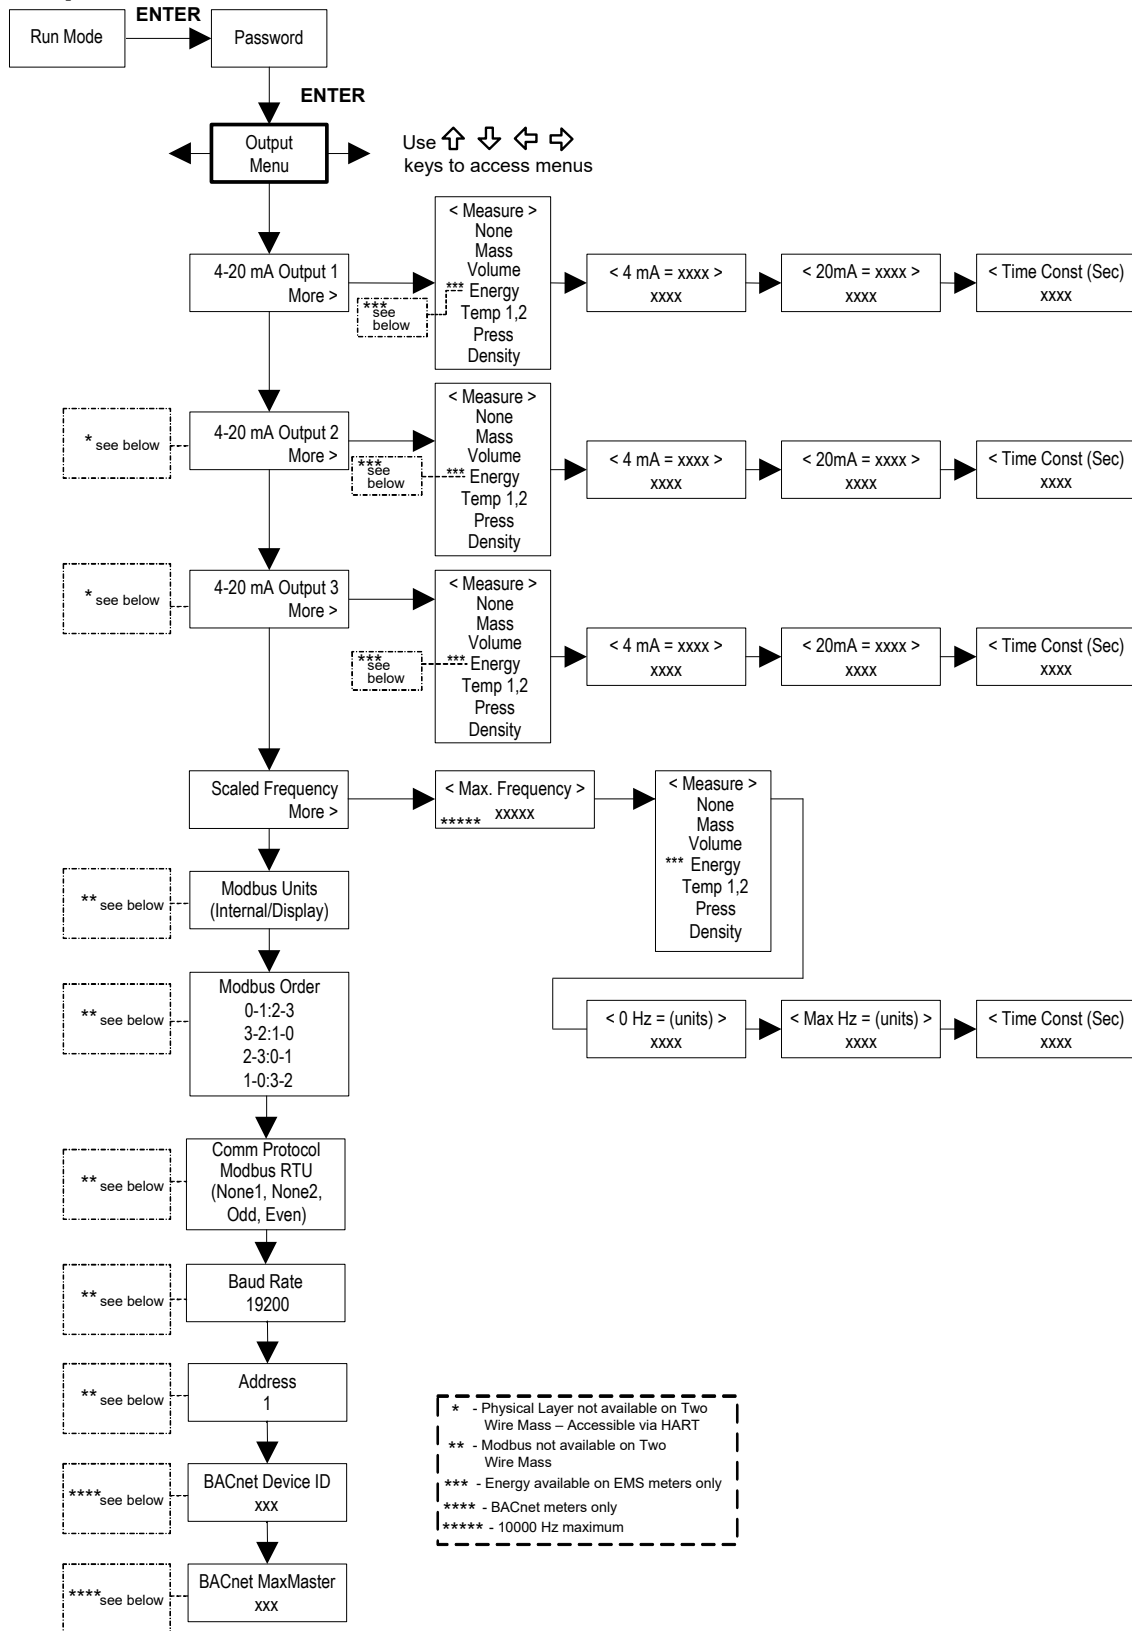 ENTER
Run Mode
Password
ENTER
Output
Menu
Use
keys to access menus
4-20 mA Output 1
More >
< Measure >
None
Mass
Volume
*** Energy
Temp 1,2
Press
Density
***
see
below
< 4 mA = xxxx >
xxxx
< 20mA = xxxx >
xxxx
< Time Const (Sec)
xxxx
* see below
4-20 mA Output 2
More >
< Measure >
None
Mass
Volume
*** Energy
Temp 1,2
Press
Density
***
see
below
< 4 mA = xxxx >
xxxx
< 20mA = xxxx >
xxxx
< Time Const (Sec)
xxxx
* see below
4-20 mA Output 3
More >
< Measure >
None
Mass
Volume
*** Energy
Temp 1,2
Press
Density
***
see
below
< 4 mA = xxxx >
xxxx
< 20mA = xxxx >
xxxx
< Time Const (Sec)
xxxx
Scaled Frequency
More >
< Max. Frequency >
***** xxxxx
< Measure >
None
Mass
Volume
*** Energy
Temp 1,2
Press
Density
< 0 Hz = (units) >
xxxx
< Max Hz = (units) >
xxxx
< Time Const (Sec)
xxxx
** see below
Modbus Units
(Internal/Display)
** see below
Modbus Order
0-1:2-3
3-2:1-0
2-3:0-1
1-0:3-2
** see below
Comm Protocol
Modbus RTU
(None1, None2,
Odd, Even)
** see below
Baud Rate
19200
** see below
Address
1
**** see below
BACnet Device ID
xxx
**** see below
BACnet MaxMaster
xxx
* - Physical Layer not available on Two
Wire Mass – Accessible via HART
** - Modbus not available on Two
Wire Mass
*** - Energy available on EMS meters only
**** - BACnet meters only
***** - 10000 Hz maximum